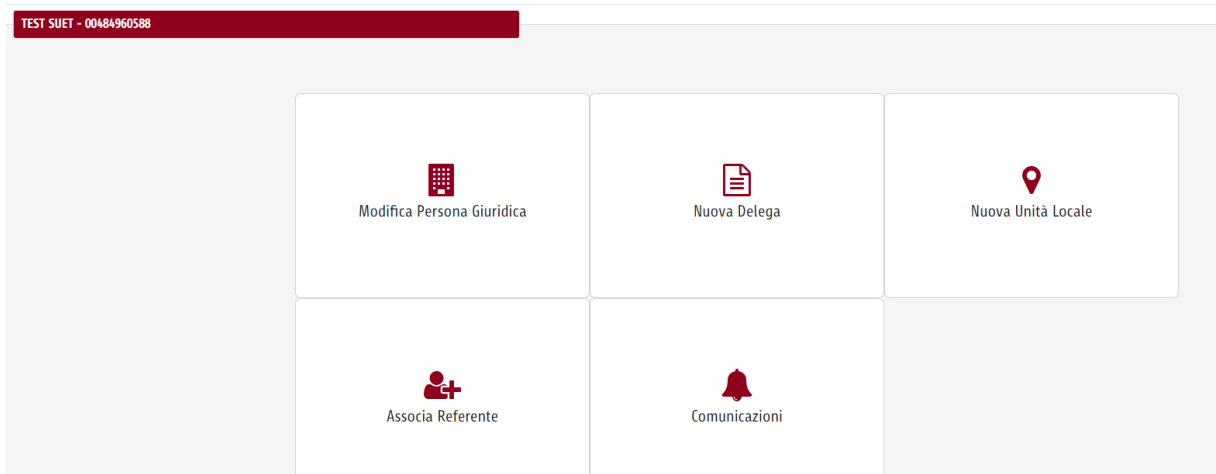 TEST SUET - 00484960588
Modifica Persona Giuridica
Nuova Delega
Nuova Unità Locale
Associa Referente
Comunicazioni